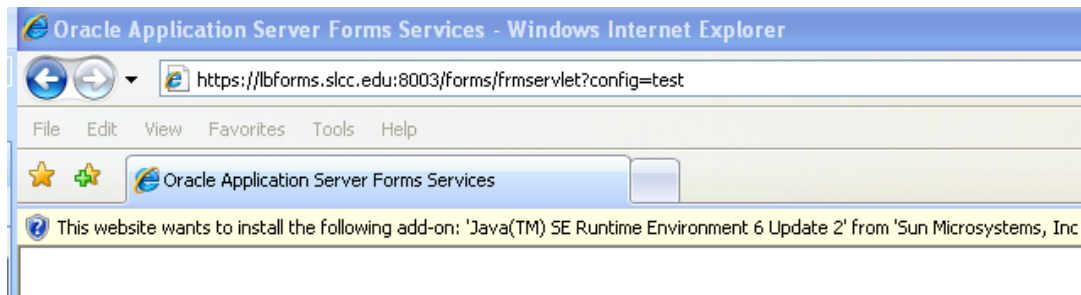 Oracle Application Server Forms Services - Windows Internet Explorer
https://lbforms.slcc.edu:8003/forms/frmservlet?config=test
File Edit View Favorites Tools Help
Oracle Application Server Forms Services
This website wants to install the following add-on: 'Java(TM) SE Runtime Environment 6 Update 2' from 'Sun Microsystems, Inc